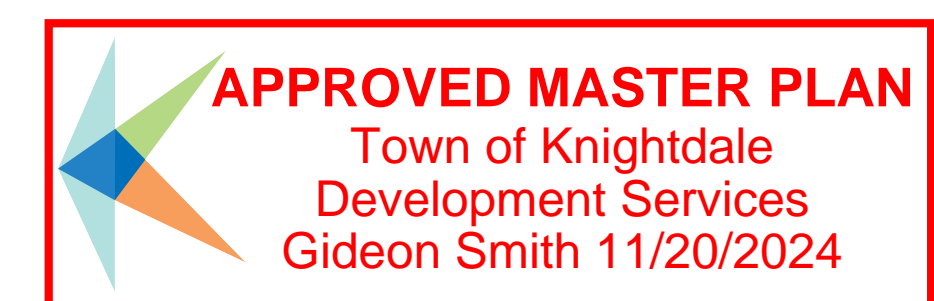 APPROVED MASTER PLAN
Town of Knightdale
Development Services
Gideon Smith 11/20/2024